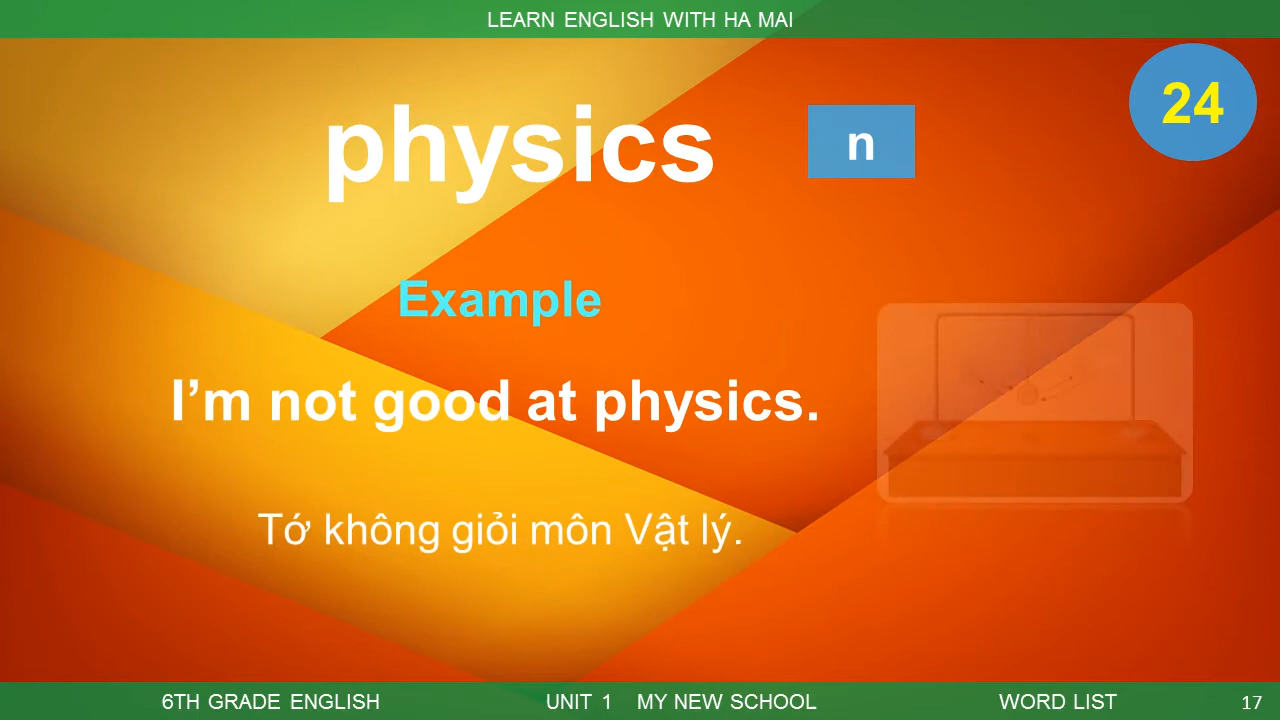 LEARN ENGLISH WITH HA MAI
24
physics n
Example
I’m not good at physics.
Tớ không giỏi môn Vật lý.
6TH GRADE ENGLISH UNIT 1 MY NEW SCHOOL WORD LIST 17